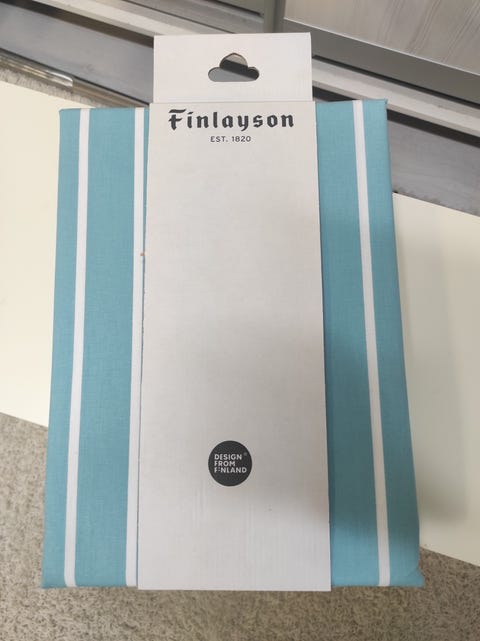 Finlayson
EST. 1820
DESIGN
FROM
FINLAND